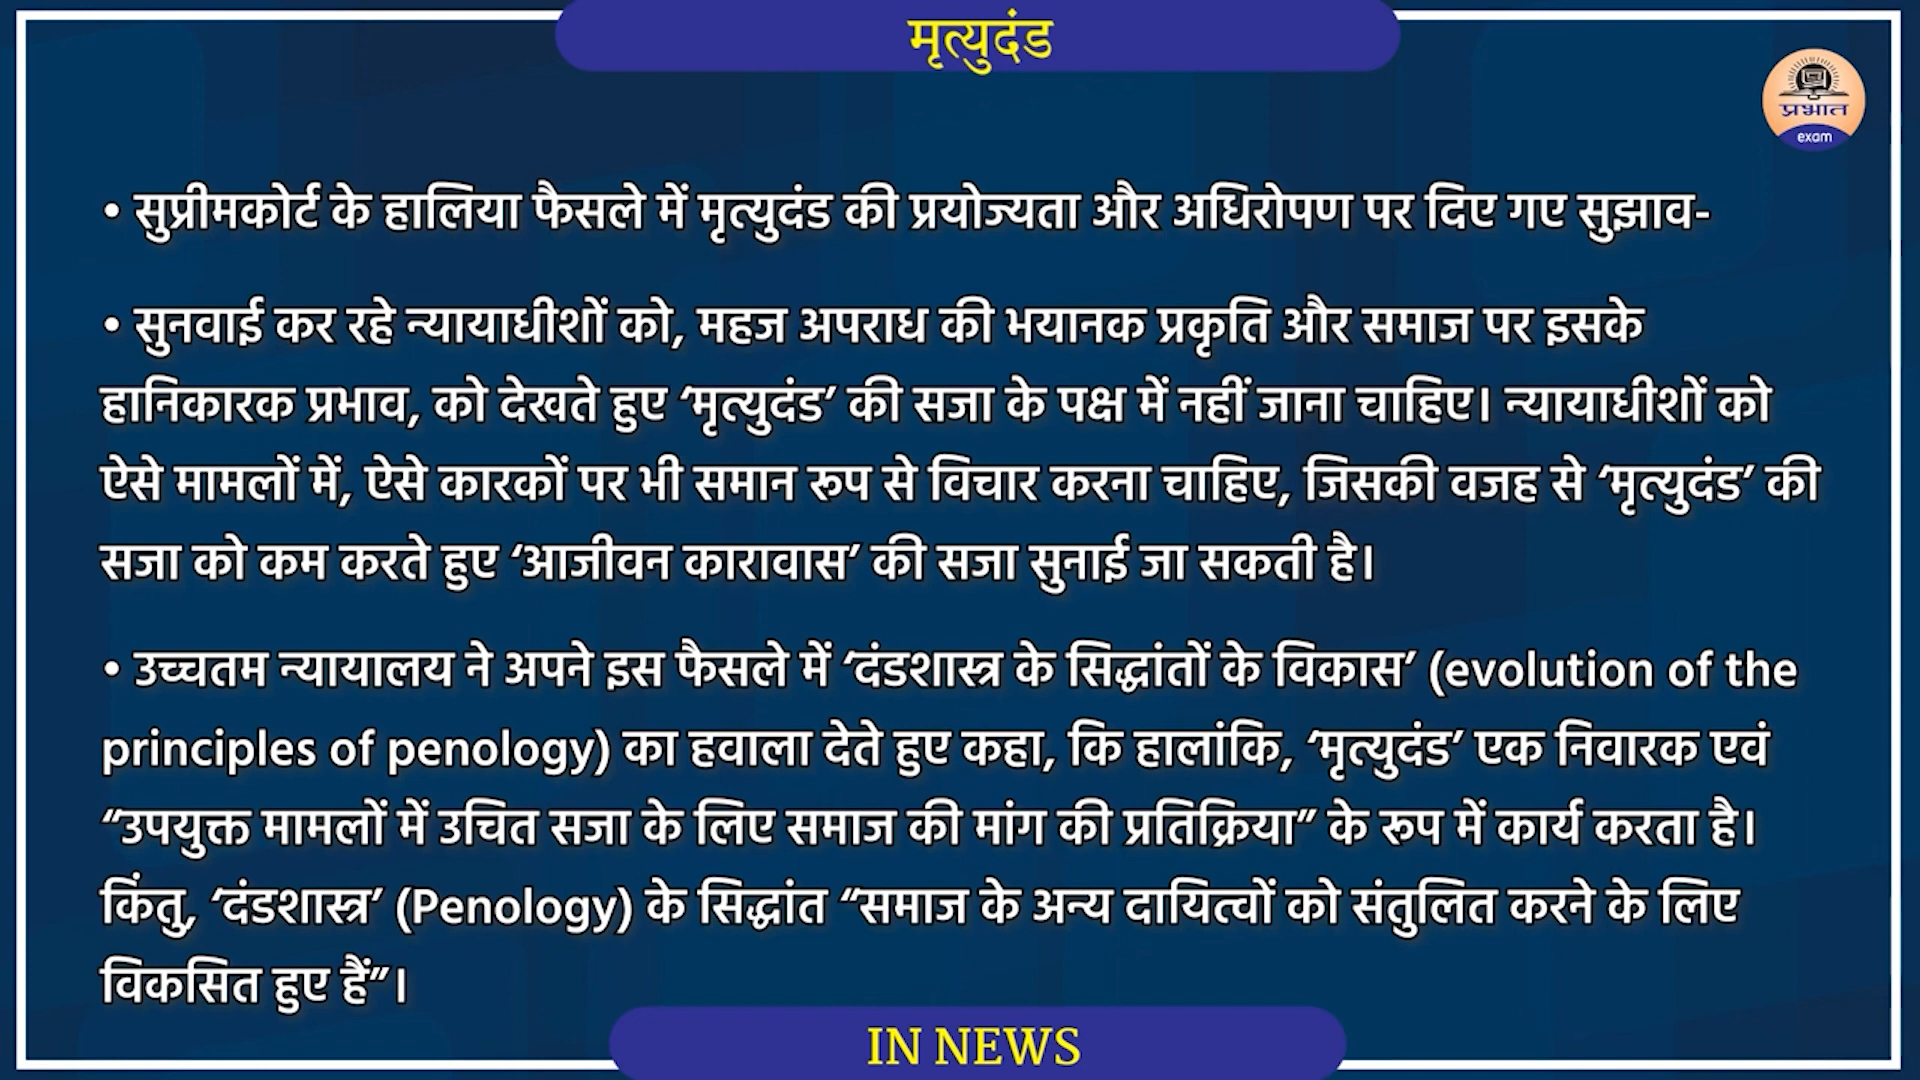 मृत्युदंड
प्रभात
exam
• सुप्रीमकोर्ट के हालिया फैसले में मृत्युदंड की प्रयोज्यता और अधिरोपण पर दिए गए सुझाव-
• सुनवाई कर रहे न्यायाधीशों को, महज अपराध की भयानक प्रकृति और समाज पर इसके
हानिकारक प्रभाव, को देखते हुए ‘मृत्युदंड’ की सजा के पक्ष में नहीं जाना चाहिए। न्यायाधीशों को
ऐसे मामलों में, ऐसे कारकों पर भी समान रूप से विचार करना चाहिए, जिसकी वजह से ‘मृत्युदंड’ की
सजा को कम करते हुए ‘आजीवन कारावास’ की सजा सुनाई जा सकती है।
• उच्चतम न्यायालय ने अपने इस फैसले में ‘दंडशास्त्र के सिद्धांतों के विकास’ (evolution of the
principles of penology) का हवाला देते हुए कहा, कि हालांकि, ‘मृत्युदंड’ एक निवारक एवं
“उपयुक्त मामलों में उचित सजा के लिए समाज की मांग की प्रतिक्रिया” के रूप में कार्य करता है।
किंतु, ‘दंडशास्त्र’ (Penology) के सिद्धांत “समाज के अन्य दायित्वों को संतुलित करने के लिए
विकसित हुए हैं”।
IN NEWS